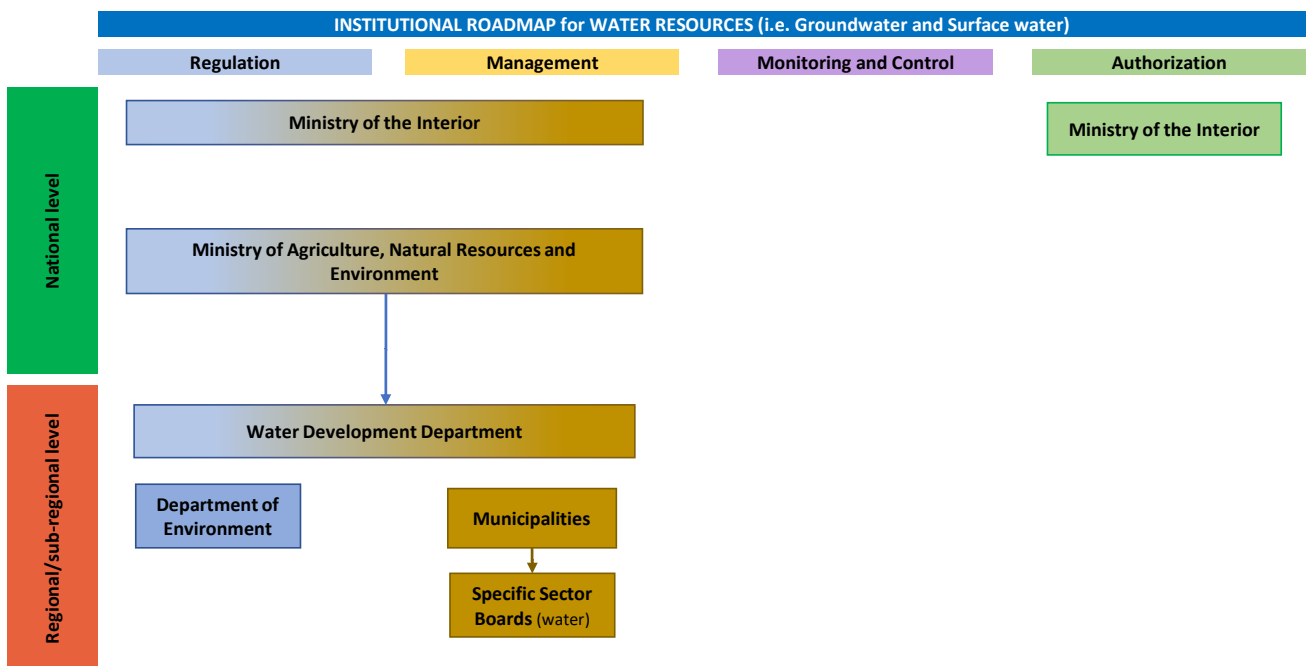 INSTITUTIONAL ROADMAP for WATER RESOURCES (i.e. Groundwater and Surface water)
Regulation
Management
Monitoring and Control
Authorization
National level
Ministry of the Interior
Ministry of the Interior
Ministry of Agriculture, Natural Resources and
Environment
Regional/sub-regional level
Water Development Department
Department of
Environment
Municipalities
Specific Sector
Boards (water)